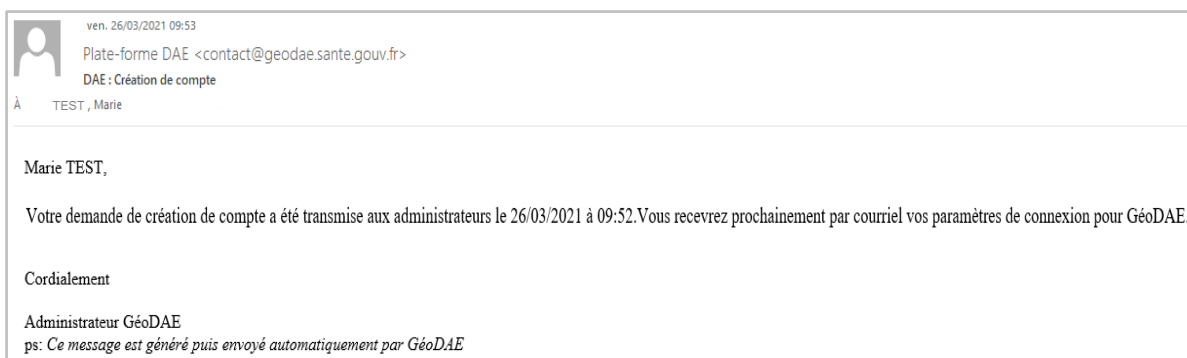 ven. 26/03/2021 09:53
Plate-forme DAE <contact@geodae.sante.gouv.fr>
DAE : Création de compte
À TEST , Marie
Marie TEST,
Votre demande de création de compte a été transmise aux administrateurs le 26/03/2021 à 09:52.Vous recevrez prochainement par courriel vos paramètres de connexion pour GéoDAE.
Cordialement
Administrateur GéoDAE
ps: Ce message est généré puis envoyé automatiquement par GéoDAE